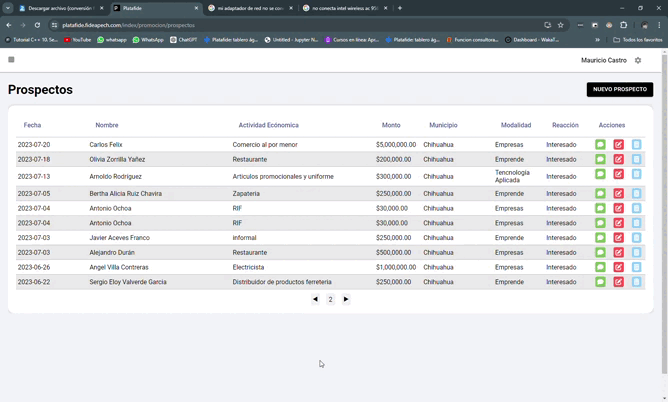 Descargar archivo (conversión f
Platafide
mi adaptador de red no se con
no conecta intel wireless ac 956
platafide.fideapech.com/index/promocion/prospectos
Tutorial C++ 10. Se...
YouTube
whatsapp
WhatsApp
ChatGPT
Platafide: tablero ág...
Untitled - Jupyter N...
Cursos en línea: Apr...
Platafide: tablero ág...
Funcion consultora...
Dashboard - WakaT...
Todos los favoritos
Mauricio Castro
Prospectos
NUEVO PROSPECTO
Fecha Nombre Actividad Ecónomica Monto Municipio Modalidad Reacción Acciones
2023-07-20 Carlos Felix Comercio al por menor $5,000,000.00 Chihuahua Empresas Interesado
2023-07-18 Olivia Zorrilla Yañez Restaurante $200,000.00 Chihuahua Emprende Interesado
2023-07-13 Arnoldo Rodríguez Artículos promocionales y uniforme $300,000.00 Chihuahua Tencnología Aplicada Interesado
2023-07-05 Bertha Alicia Ruiz Chavira Zapateria $250,000.00 Chihuahua Emprende Interesado
2023-07-04 Antonio Ochoa RIF $30,000.00 Chihuahua Empresas Interesado
2023-07-04 Antonio Ochoa RIF $30,000.00 Chihuahua Empresas Interesado
2023-07-03 Javier Aceves Franco informal $250,000.00 Chihuahua Emprende Interesado
2023-07-03 Alejandro Durán Restaurante $500,000.00 Chihuahua Empresas Interesado
2023-06-26 Angel Villa Contreras Electricista $1,000,000.00 Chihuahua Empresas Interesado
2023-06-22 Sergio Eloy Valverde Garcia Distribuidor de productos ferreteria $250,000.00 Chihuahua Emprende Interesado
2